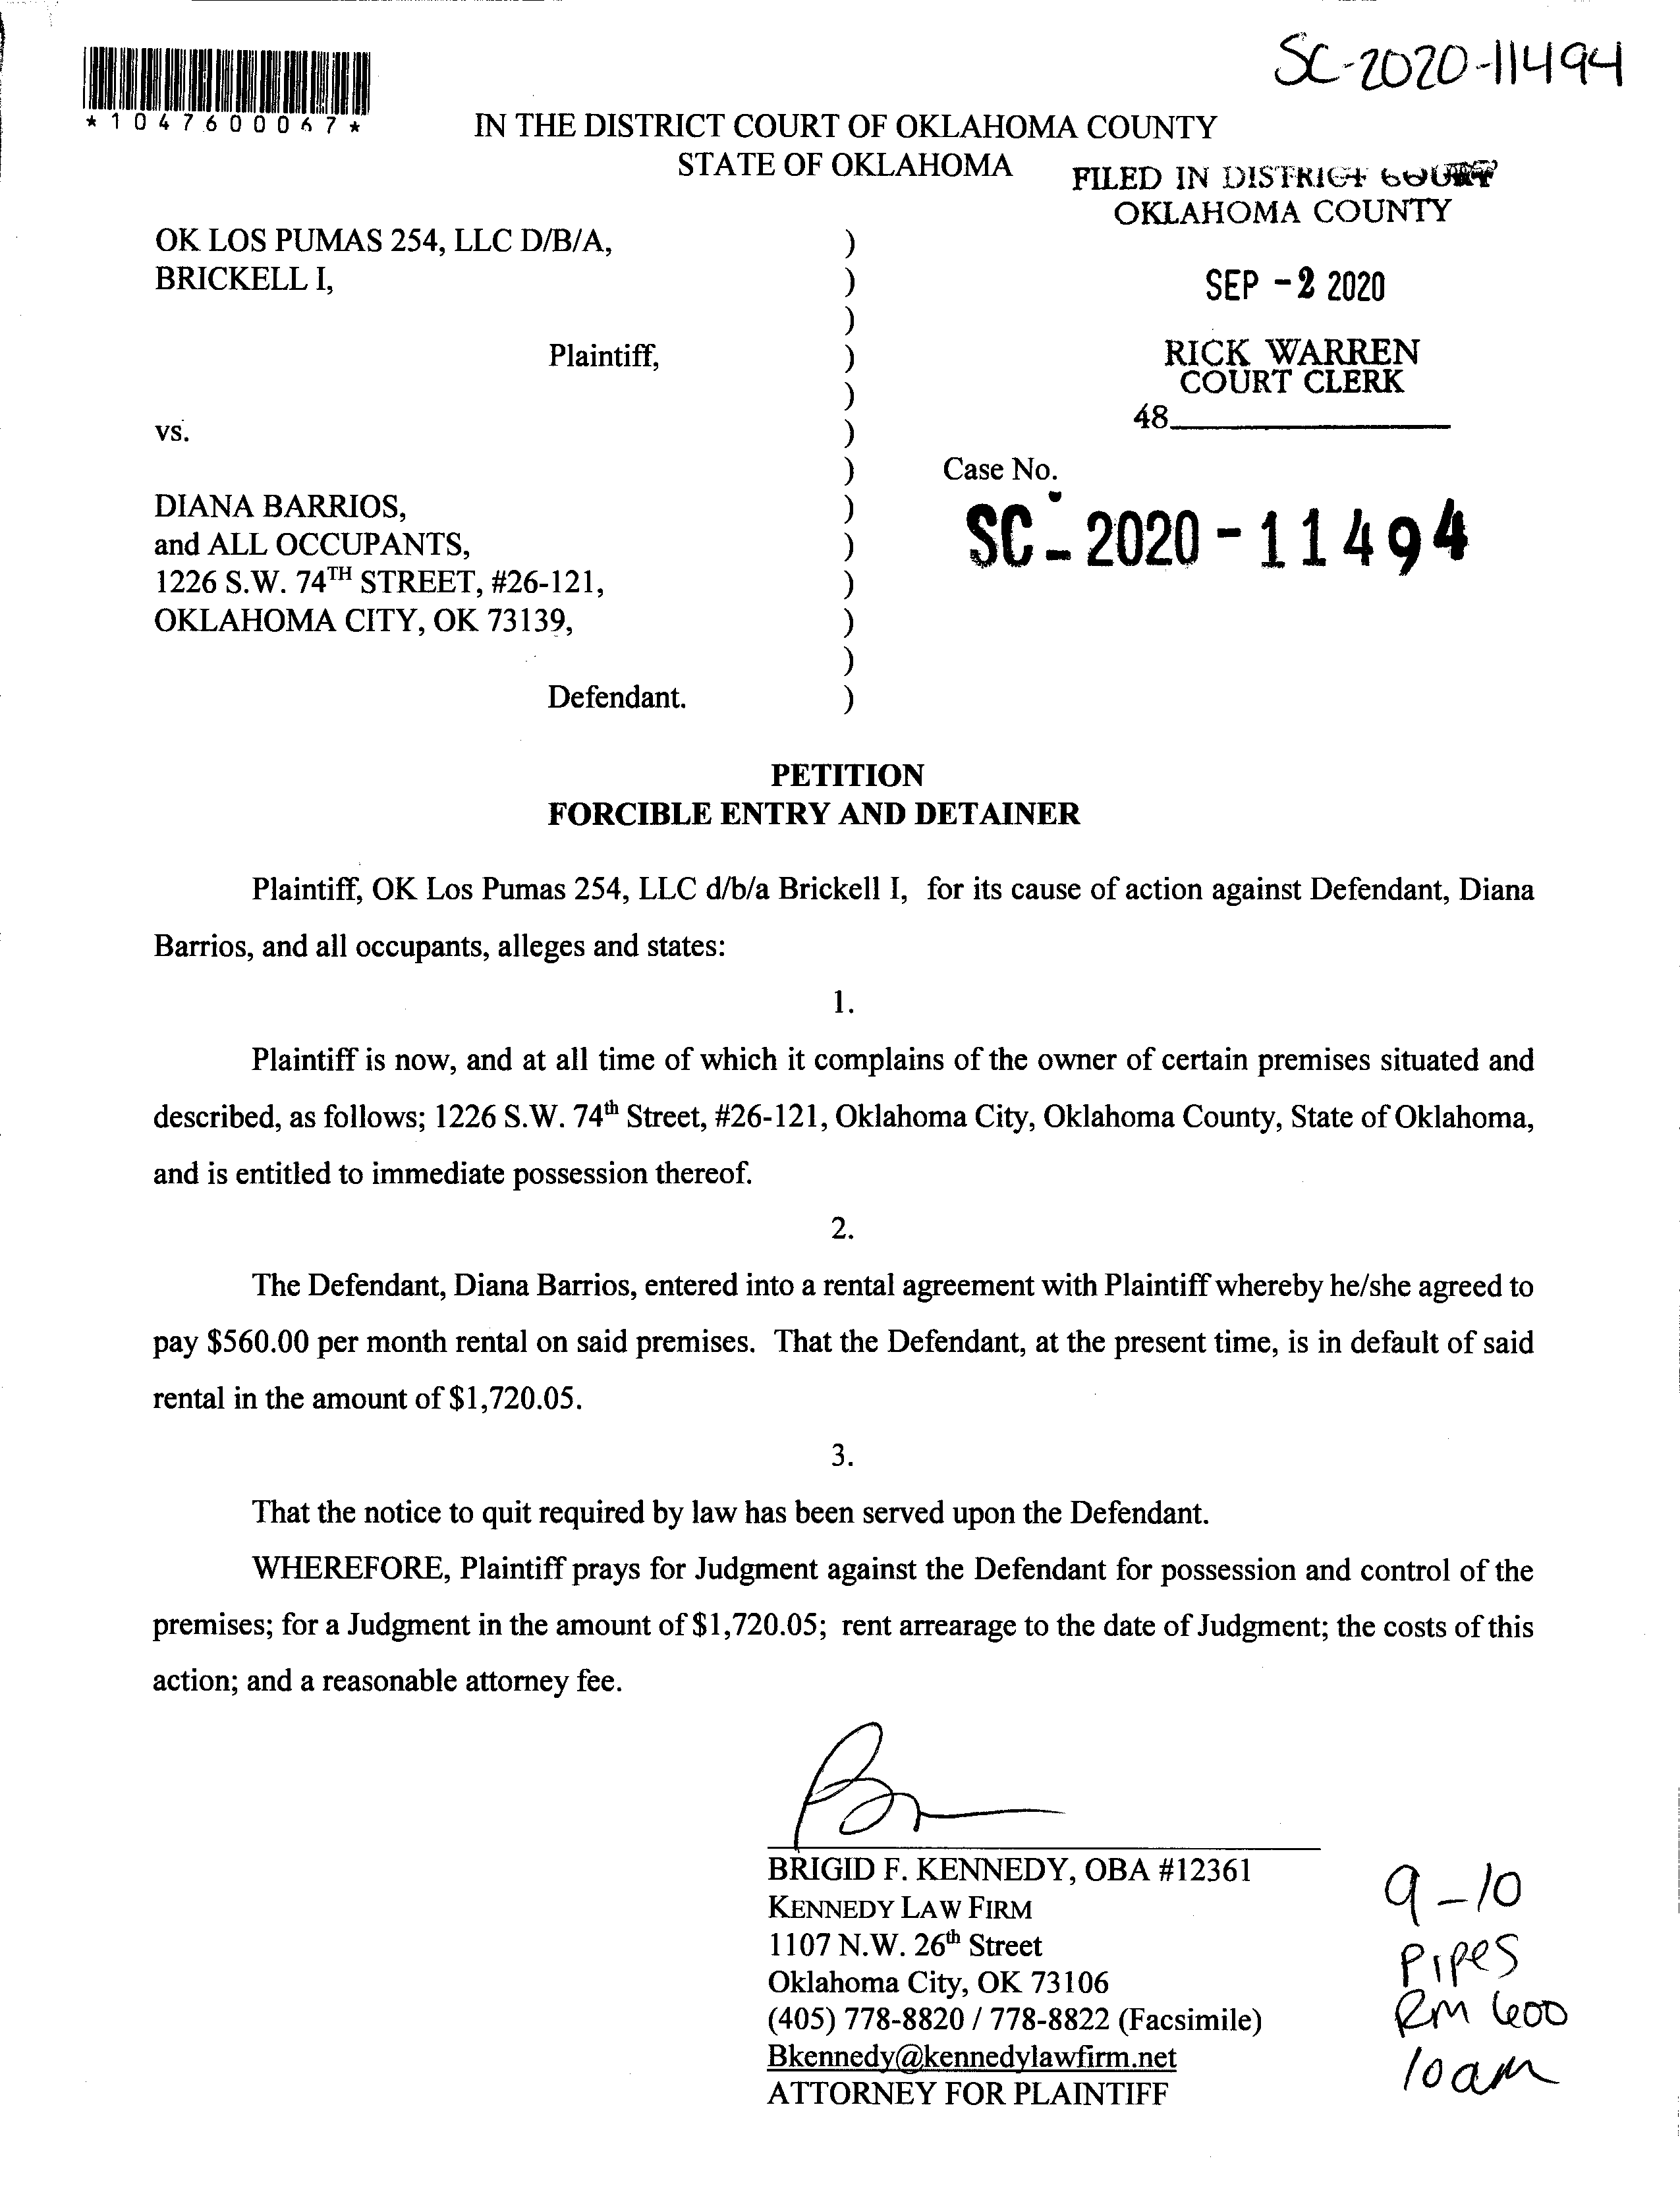 SC-2020-11494
*1047600067*
IN THE DISTRICT COURT OF OKLAHOMA COUNTY
STATE OF OKLAHOMA
FILED IN DISTRICT COURT
OKLAHOMA COUNTY
OK LOS PUMAS 254, LLC D/B/A, )
BRICKELL I, )
SEP -2 2020
)
Plaintiff, )
RICK WARREN
COURT CLERK
)
48
vs. )
) Case No.
DIANA BARRIOS, )
SC-2020-11494
and ALL OCCUPANTS, )
1226 S.W. 74TH STREET, #26-121, )
OKLAHOMA CITY, OK 73139, )
)
Defendant. )
PETITION
FORCIBLE ENTRY AND DETAINER
Plaintiff, OK Los Pumas 254, LLC d/b/a Brickell I, for its cause of action against Defendant, Diana
Barrios, and all occupants, alleges and states:
1.
Plaintiff is now, and at all time of which it complains of the owner of certain premises situated and
described, as follows; 1226 S.W. 74th Street, #26-121, Oklahoma City, Oklahoma County, State of Oklahoma,
and is entitled to immediate possession thereof.
2.
The Defendant, Diana Barrios, entered into a rental agreement with Plaintiff whereby he/she agreed to
pay $560.00 per month rental on said premises. That the Defendant, at the present time, is in default of said
rental in the amount of $1,720.05.
3.
That the notice to quit required by law has been served upon the Defendant.
WHEREFORE, Plaintiff prays for Judgment against the Defendant for possession and control of the
premises; for a Judgment in the amount of $1,720.05; rent arrearage to the date of Judgment; the costs of this
action; and a reasonable attorney fee.
BRIGID F. KENNEDY, OBA #12361
KENNEDY LAW FIRM
1107 N.W. 26th Street
Oklahoma City, OK 73106
(405) 778-8820 / 778-8822 (Facsimile)
Bkennedy@kennedylawfirm.net
ATTORNEY FOR PLAINTIFF
9-10
Pipes
Rm 600
10am